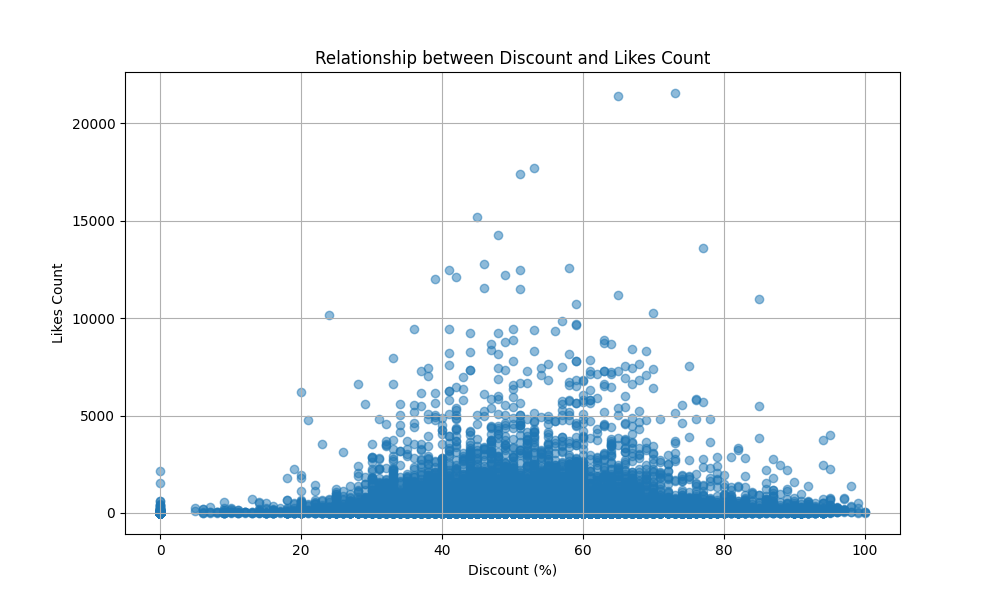 Relationship between Discount and Likes Count
Likes Count
20000
15000
10000
5000
0
0 20 40 60 80 100
Discount (%)